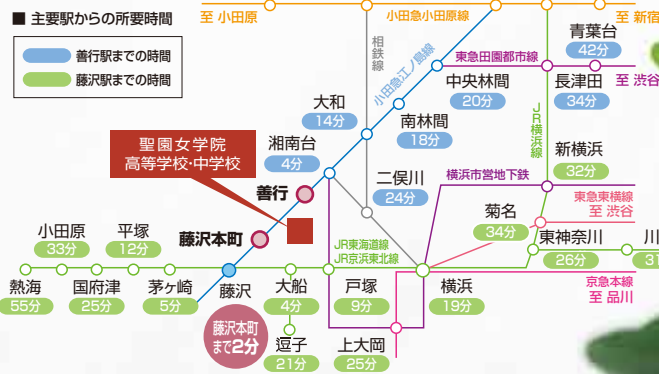 ■ 主要駅からの所要時間
善行駅までの時間
藤沢駅までの時間
至 小田原
小田急小田原線
至 新宿
相鉄線
小田急江ノ島線
東急田園都市線
青葉台
42分
至 渋谷
中央林間
20分
長津田
34分
南林間
18分
大和
14分
JR横浜線
湘南台
4分
聖園女学院
高等学校・中学校
新横浜
32分
二俣川
24分
横浜市営地下鉄
善行
東急東横線
至 渋谷
菊名
34分
藤沢本町
小田原
33分
平塚
12分
JR東海道線
JR京浜東北線
東神奈川
26分
川
31
熱海
55分
国府津
25分
茅ヶ崎
5分
藤沢
大船
4分
戸塚
9分
横浜
19分
京急本線
至 品川
藤沢本町
まで2分
逗子
21分
上大岡
25分